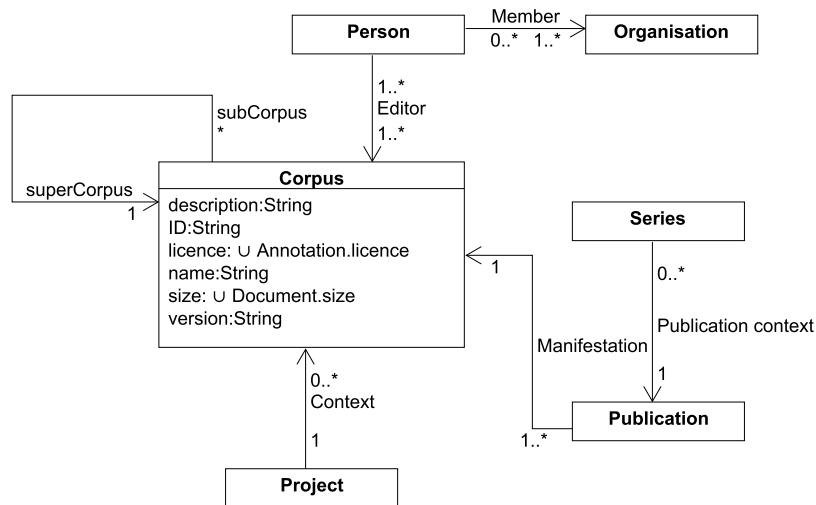 Person
Member
0..* 1..*
Organisation
1..*
Editor
1..*
subCorpus
*
superCorpus
1
Corpus
description:String
ID:String
licence: ∪ Annotation.licence
name:String
size: ∪ Document.size
version:String
Series
0..*
Publication context
1
Publication
1
Manifestation
1..*
0..*
Context
1
Project